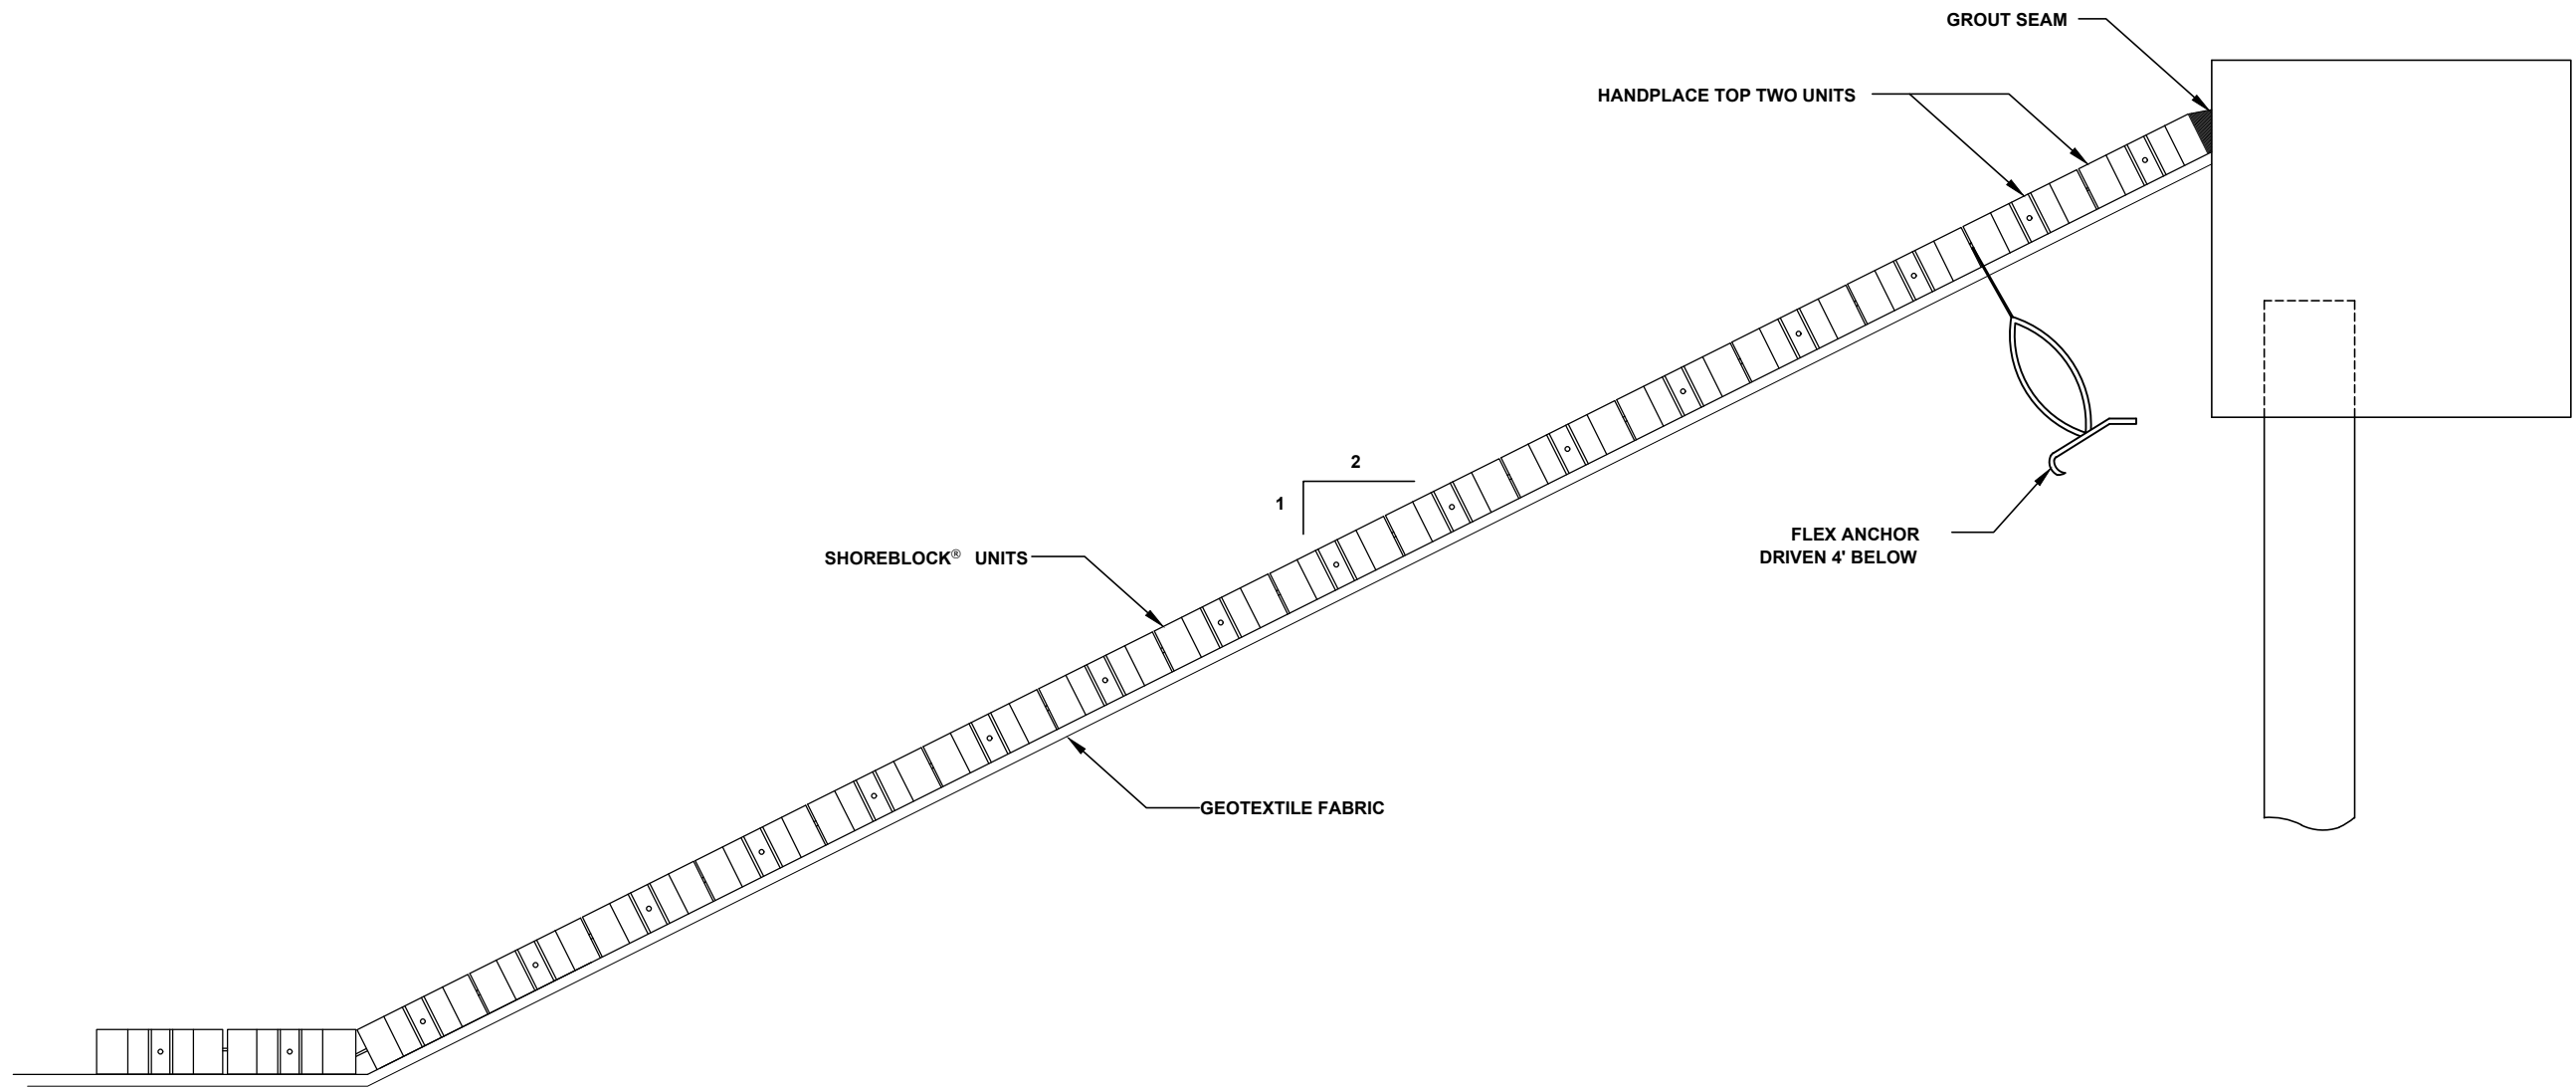 GROUT SEAM
HANDPLACE TOP TWO UNITS
2
1
SHOREBLOCK® UNITS
FLEX ANCHOR
DRIVEN 4' BELOW
GEOTEXTILE FABRIC